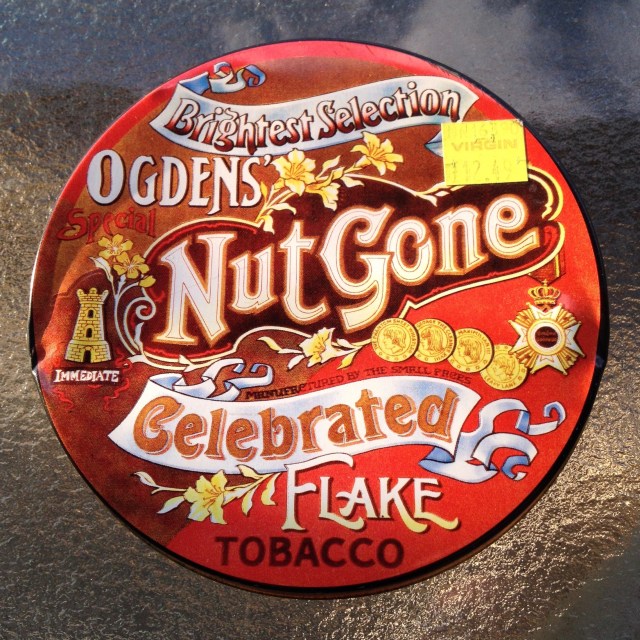 Brightest Selection
OGDENS'
Special
VIRGIN
Nut Gone
IMMEDIATE
MANUFACTURED BY THE SMALL FACES
Celebrated
FLAKE
TOBACCO